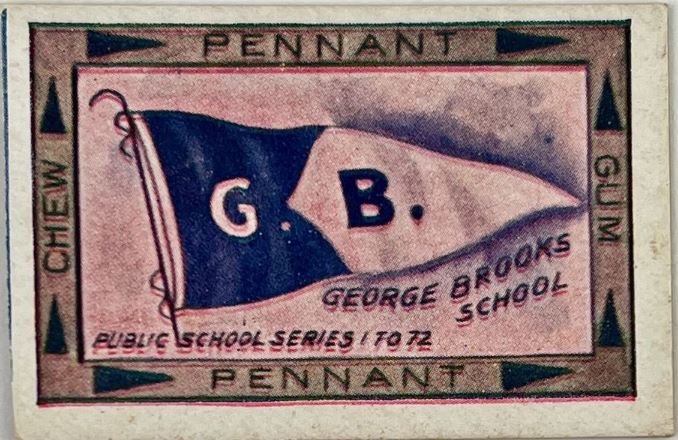 PENNANT
CHEW
GUM
G. B.
GEORGE BROOKS
SCHOOL
PUBLIC SCHOOL SERIES 1 TO 72
PENNANT